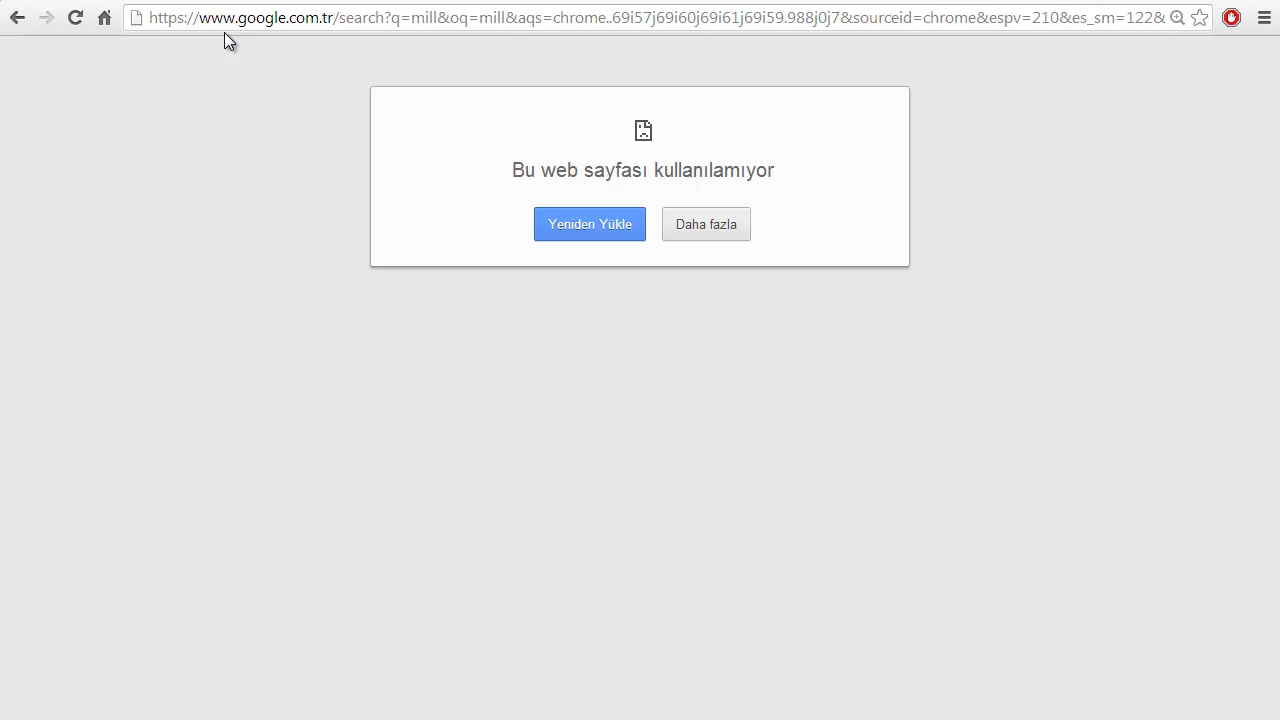 https://www.google.com.tr/search?q=mill&oq=mill&aqs=chrome..69i57j69i60j69i61j69i59.988j0j7&sourceid=chrome&espv=210&es_sm=122&
Bu web sayfası kullanılamıyor
Yeniden Yükle Daha fazla